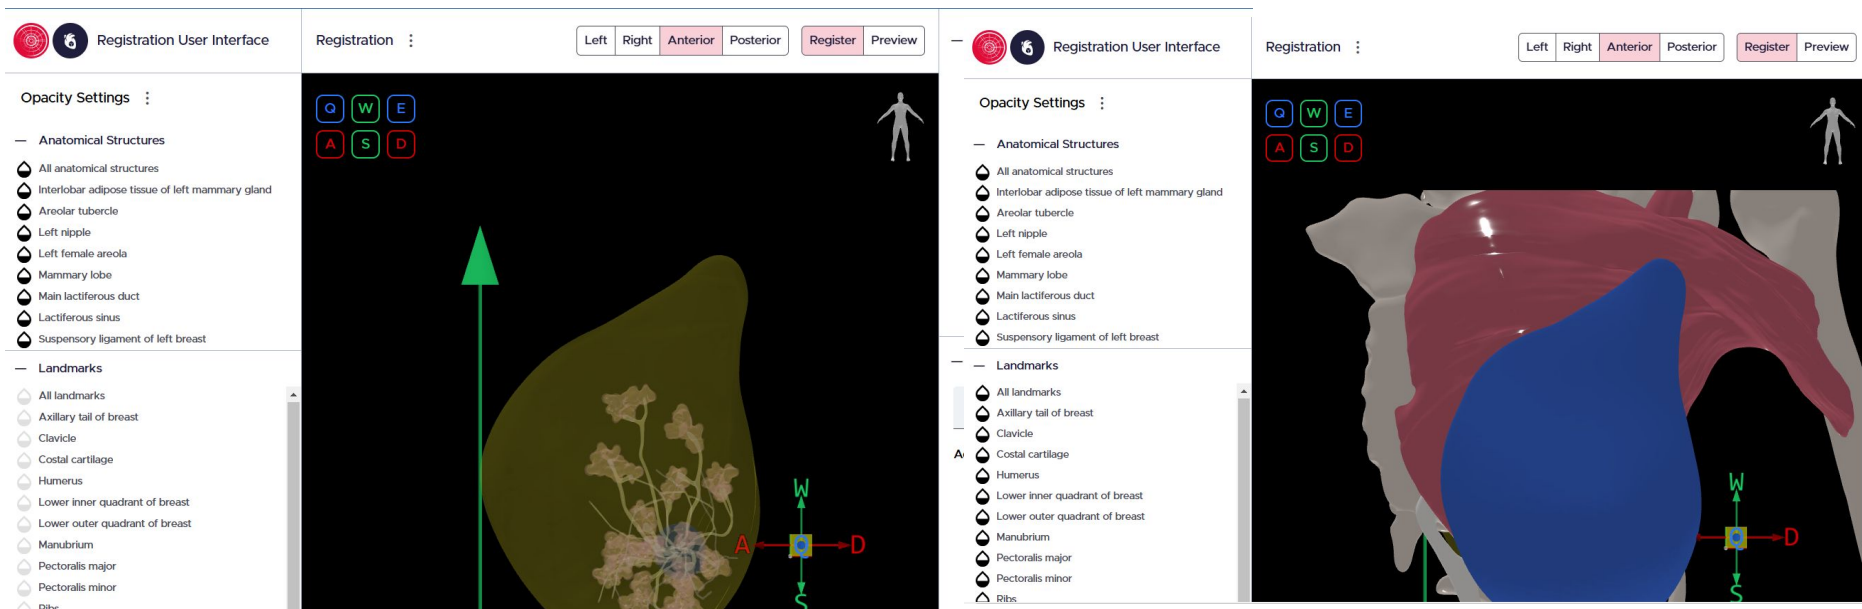 Registration User Interface
Registration
Left Right Anterior Posterior Register Preview
Opacity Settings
Q W E
A S D
Anatomical Structures
All anatomical structures
Interlobar adipose tissue of left mammary gland
Areolar tubercle
Left nipple
Left female areola
Mammary lobe
Main lactiferous duct
Lactiferous sinus
Suspensory ligament of left breast
Landmarks
All landmarks
Axillary tail of breast
Clavicle
Costal cartilage
Humerus
Lower inner quadrant of breast
Lower outer quadrant of breast
Manubrium
Pectoralis major
Pectoralis minor
Ribs
W
A D
S
A
Registration User Interface
Registration
Left Right Anterior Posterior Register Preview
Opacity Settings
Q W E
A S D
Anatomical Structures
All anatomical structures
Interlobar adipose tissue of left mammary gland
Areolar tubercle
Left nipple
Left female areola
Mammary lobe
Main lactiferous duct
Lactiferous sinus
Suspensory ligament of left breast
Landmarks
All landmarks
Axillary tail of breast
Clavicle
Costal cartilage
Humerus
Lower inner quadrant of breast
Lower outer quadrant of breast
Manubrium
Pectoralis major
Pectoralis minor
Ribs
W
D
S